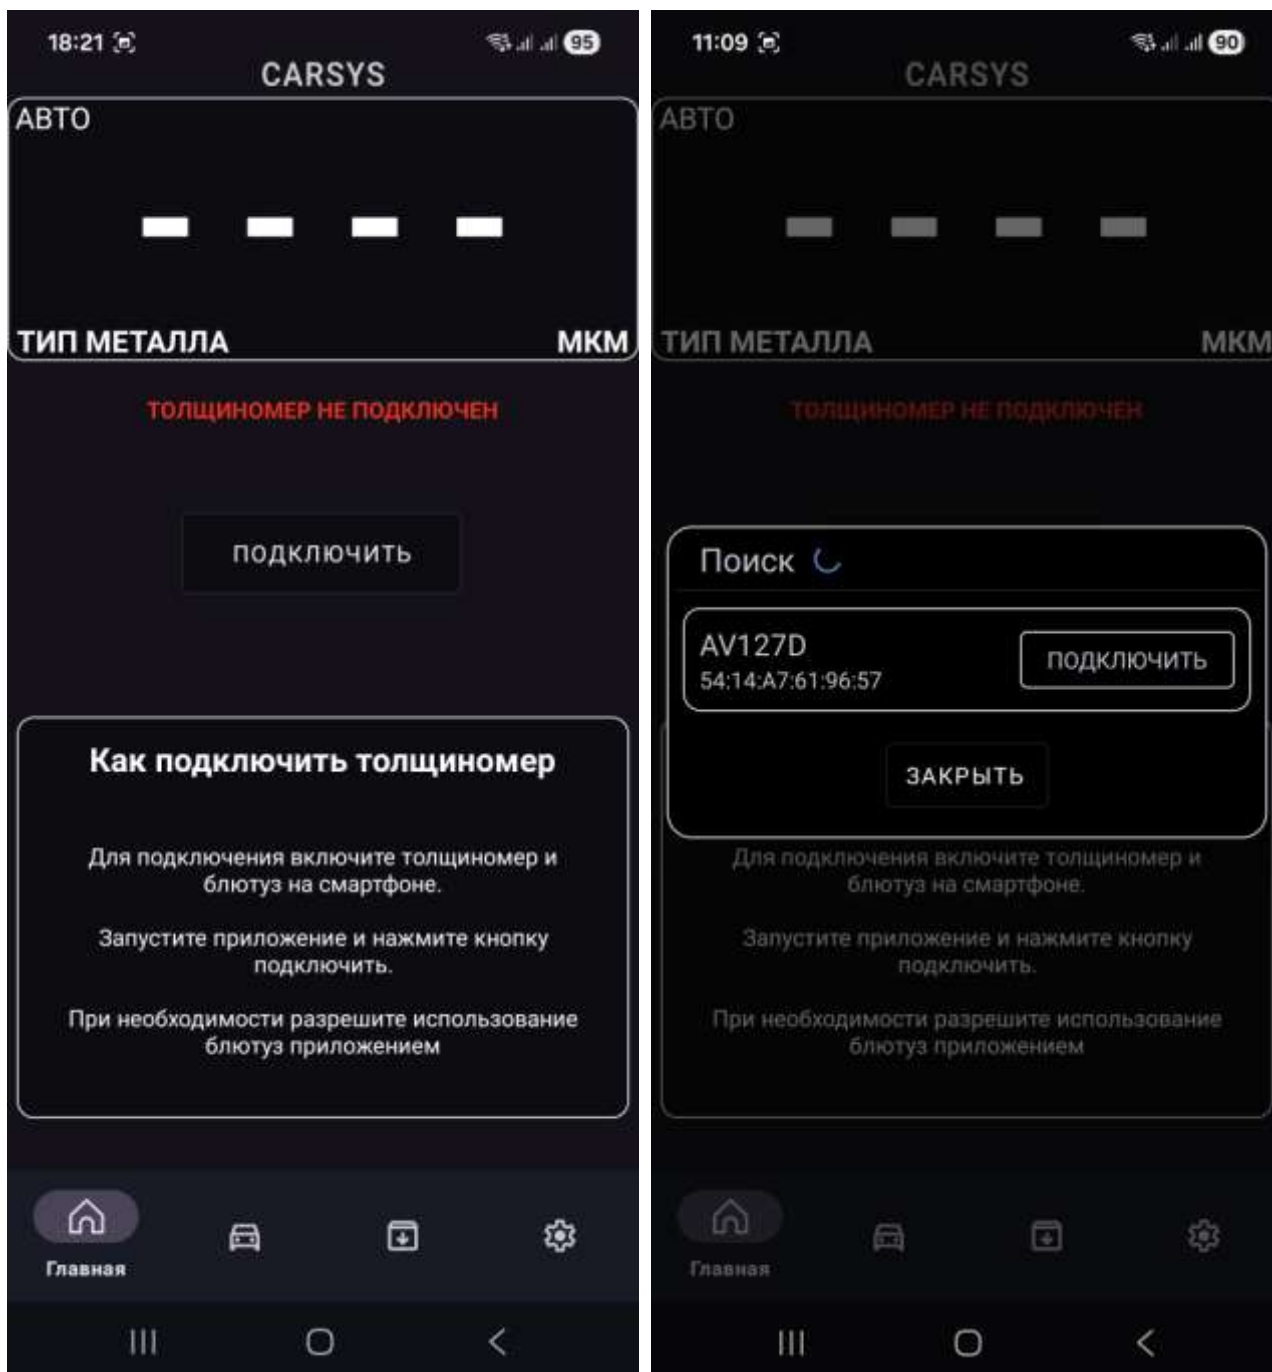 18:21
95
CARSYS
АВТО
ТИП МЕТАЛЛА
МКМ
ТОЛЩИНОМЕР НЕ ПОДКЛЮЧЕН
ПОДКЛЮЧИТЬ
Как подключить толщиномер
Для подключения включите толщиномер и
блютуз на смартфоне.
Запустите приложение и нажмите кнопку
подключить.
При необходимости разрешите использование
блютуз приложением
Главная
11:09
90
CARSYS
АВТО
ТИП МЕТАЛЛА
МКМ
ТОЛЩИНОМЕР НЕ ПОДКЛЮЧЕН
Поиск
AV127D
54:14:A7:61:96:57
ПОДКЛЮЧИТЬ
ЗАКРЫТЬ
Для подключения включите толщиномер и
блютуз на смартфоне.
Запустите приложение и нажмите кнопку
подключить.
При необходимости разрешите использование
блютуз приложением
Главная